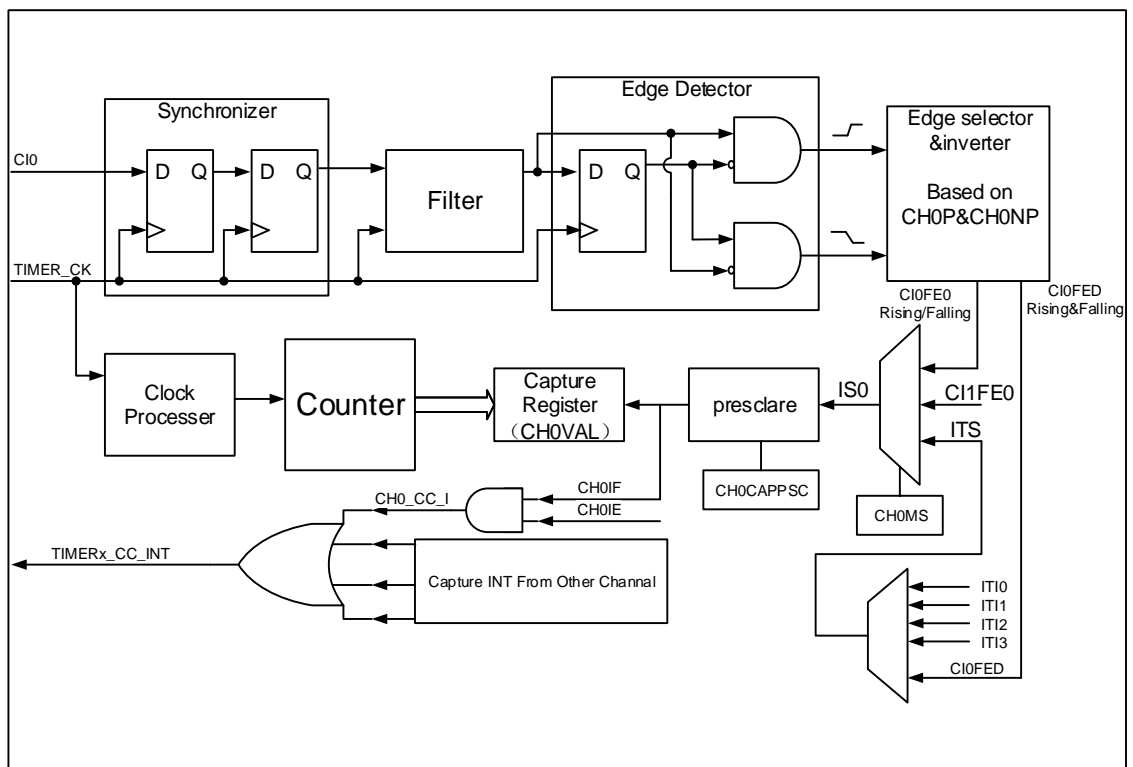 Synchronizer
Edge Detector
CI0
D Q
D Q
Filter
D Q
Edge selector
&inverter
Based on
CH0P&CH0NP
TIMER_CK
CI0FE0
Rising/Falling
CI0FED
Rising&Falling
Clock
Processer
Counter
Capture
Register
（CH0VAL）
presclare
IS0
CI1FE0
ITS
CH0CAPPSC
CH0MS
CH0_CC_I
CH0IF
CH0IE
TIMERx_CC_INT
Capture INT From Other Channel
ITI0
ITI1
ITI2
ITI3
CI0FED